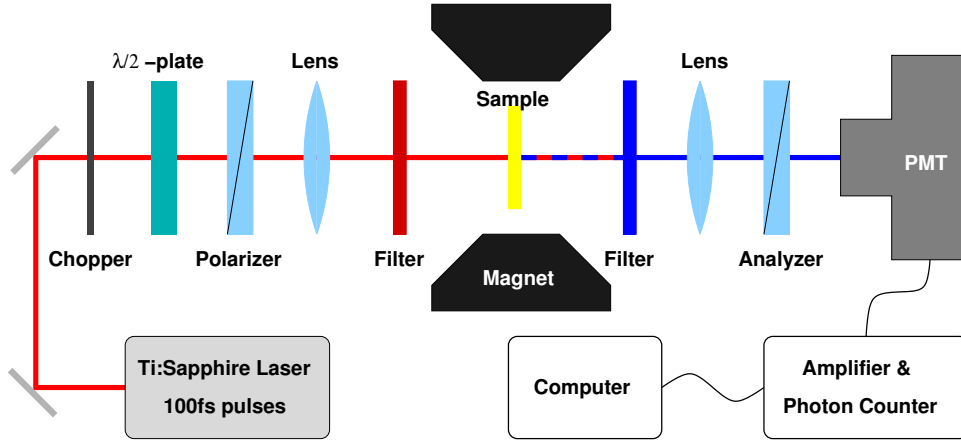 λ/2 –plate
Lens
Sample
Lens
PMT
Chopper
Polarizer
Filter
Magnet
Filter
Analyzer
Ti:Sapphire Laser
100fs pulses
Computer
Amplifier &
Photon Counter